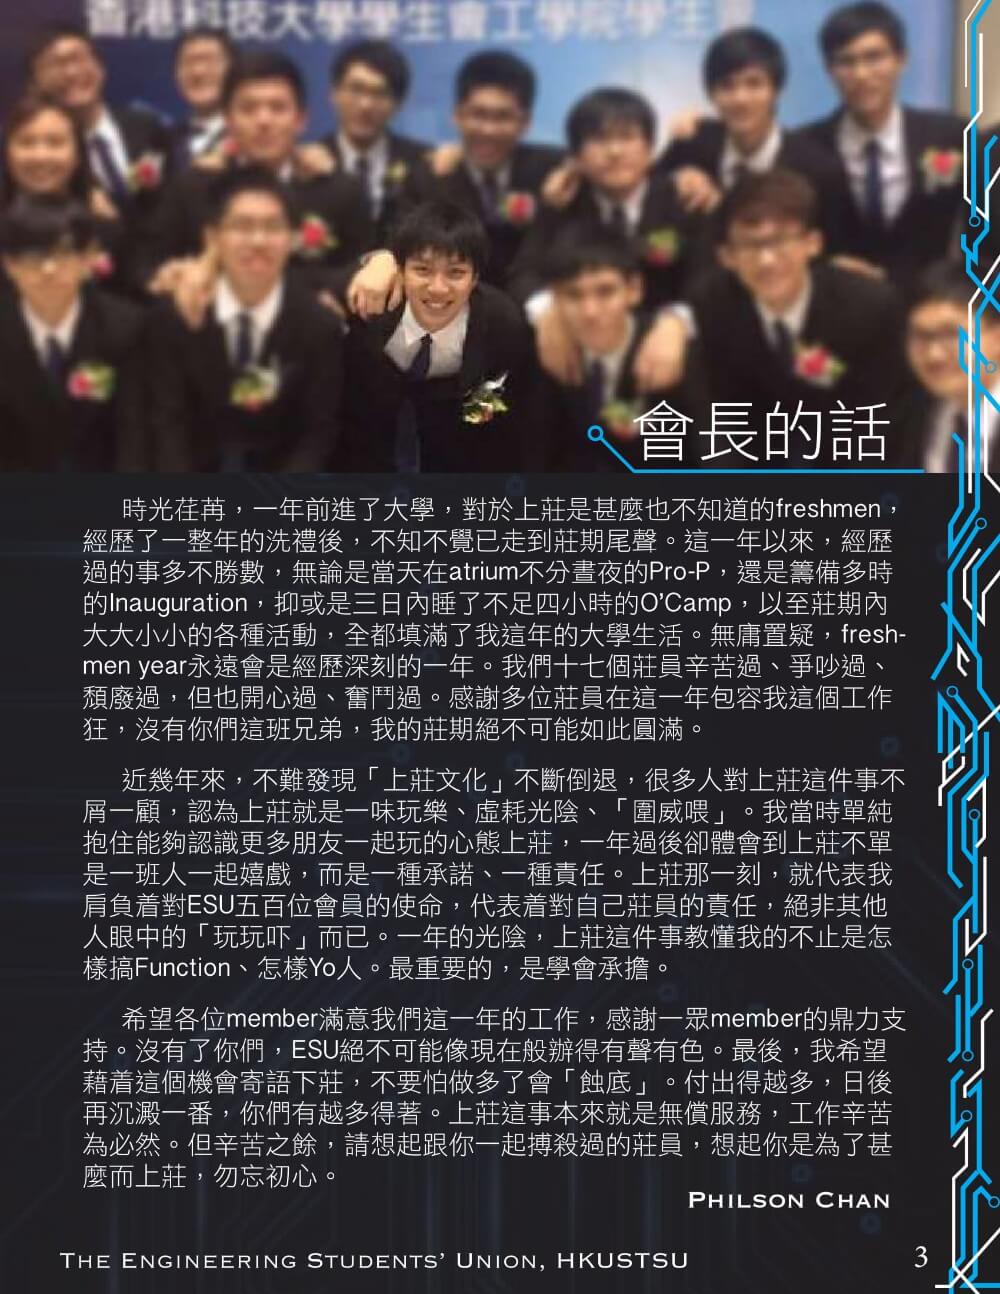 香港科技大學學生會工學院學生會
會長的話
時光荏苒，一年前進了大學，對於上莊是甚麼也不知道的freshmen，
經歷了一整年的洗禮後，不知不覺已走到莊期尾聲。這一年以來，經歷
過的事多不勝數，無論是當天在atrium不分晝夜的Pro-P，還是籌備多時
的Inauguration，抑或是三日內睡了不足四小時的O’Camp，以至莊期內
大大小小的各種活動，全都填滿了我這年的大學生活。無庸置疑，fresh-
men year永遠會是經歷深刻的一年。我們十七個莊員辛苦過、爭吵過、
頹廢過，但也開心過、奮鬥過。感謝多位莊員在這一年包容我這個工作
狂，沒有你們這班兄弟，我的莊期絕不可能如此圓滿。
近幾年來，不難發現「上莊文化」不斷倒退，很多人對上莊這件事不
屑一顧，認為上莊就是一味玩樂、虛耗光陰、「圍威喂」。我當時單純
抱住能夠認識更多朋友一起玩的心態上莊，一年過後卻體會到上莊不單
是一班人一起嬉戲，而是一種承諾、一種責任。上莊那一刻，就代表我
肩負着對ESU五百位會員的使命，代表着對自己莊員的責任，絕非其他
人眼中的「玩玩吓」而已。一年的光陰，上莊這件事教懂我的不止是怎
樣搞Function、怎樣Yo人。最重要的，是學會承擔。
希望各位member滿意我們這一年的工作，感謝一眾member的鼎力支
持。沒有了你們，ESU絕不可能像現在般辦得有聲有色。最後，我希望
藉着這個機會寄語下莊，不要怕做多了會「蝕底」。付出得越多，日後
再沉澱一番，你們有越多得著。上莊這事本來就是無償服務，工作辛苦
為必然。但辛苦之餘，請想起跟你一起搏殺過的莊員，想起你是為了甚
麼而上莊，勿忘初心。
Philson Chan
The Engineering Students’ Union, HKUSTSU
3